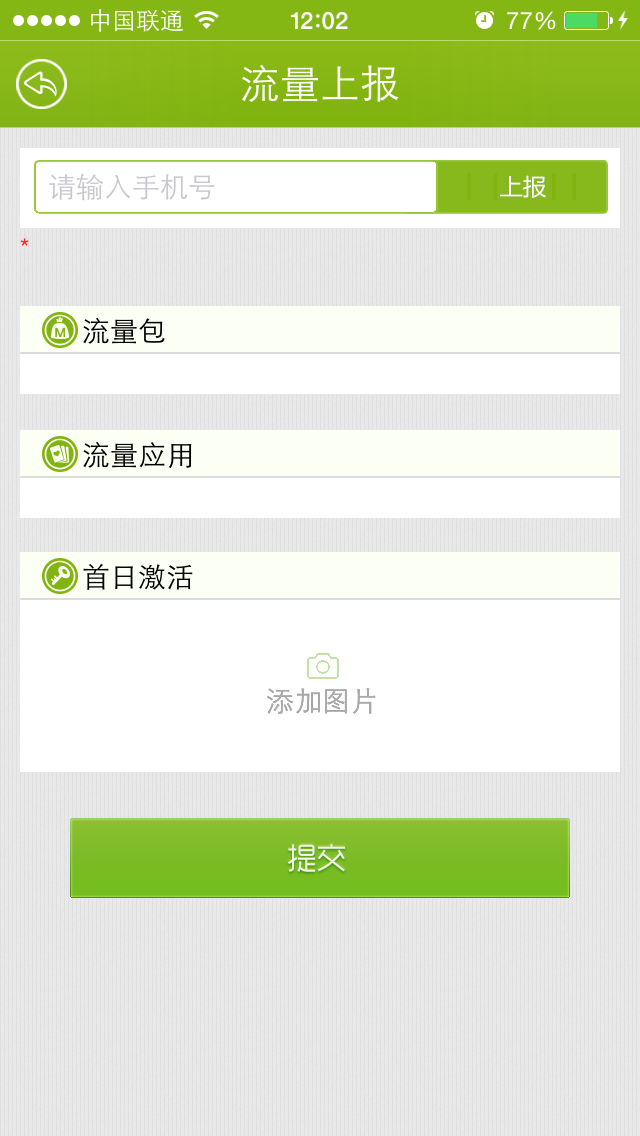 中国联通 12:02 77%
流量上报
请输入手机号 上报
*
M 流量包
流量应用
首日激活
添加图片
提交